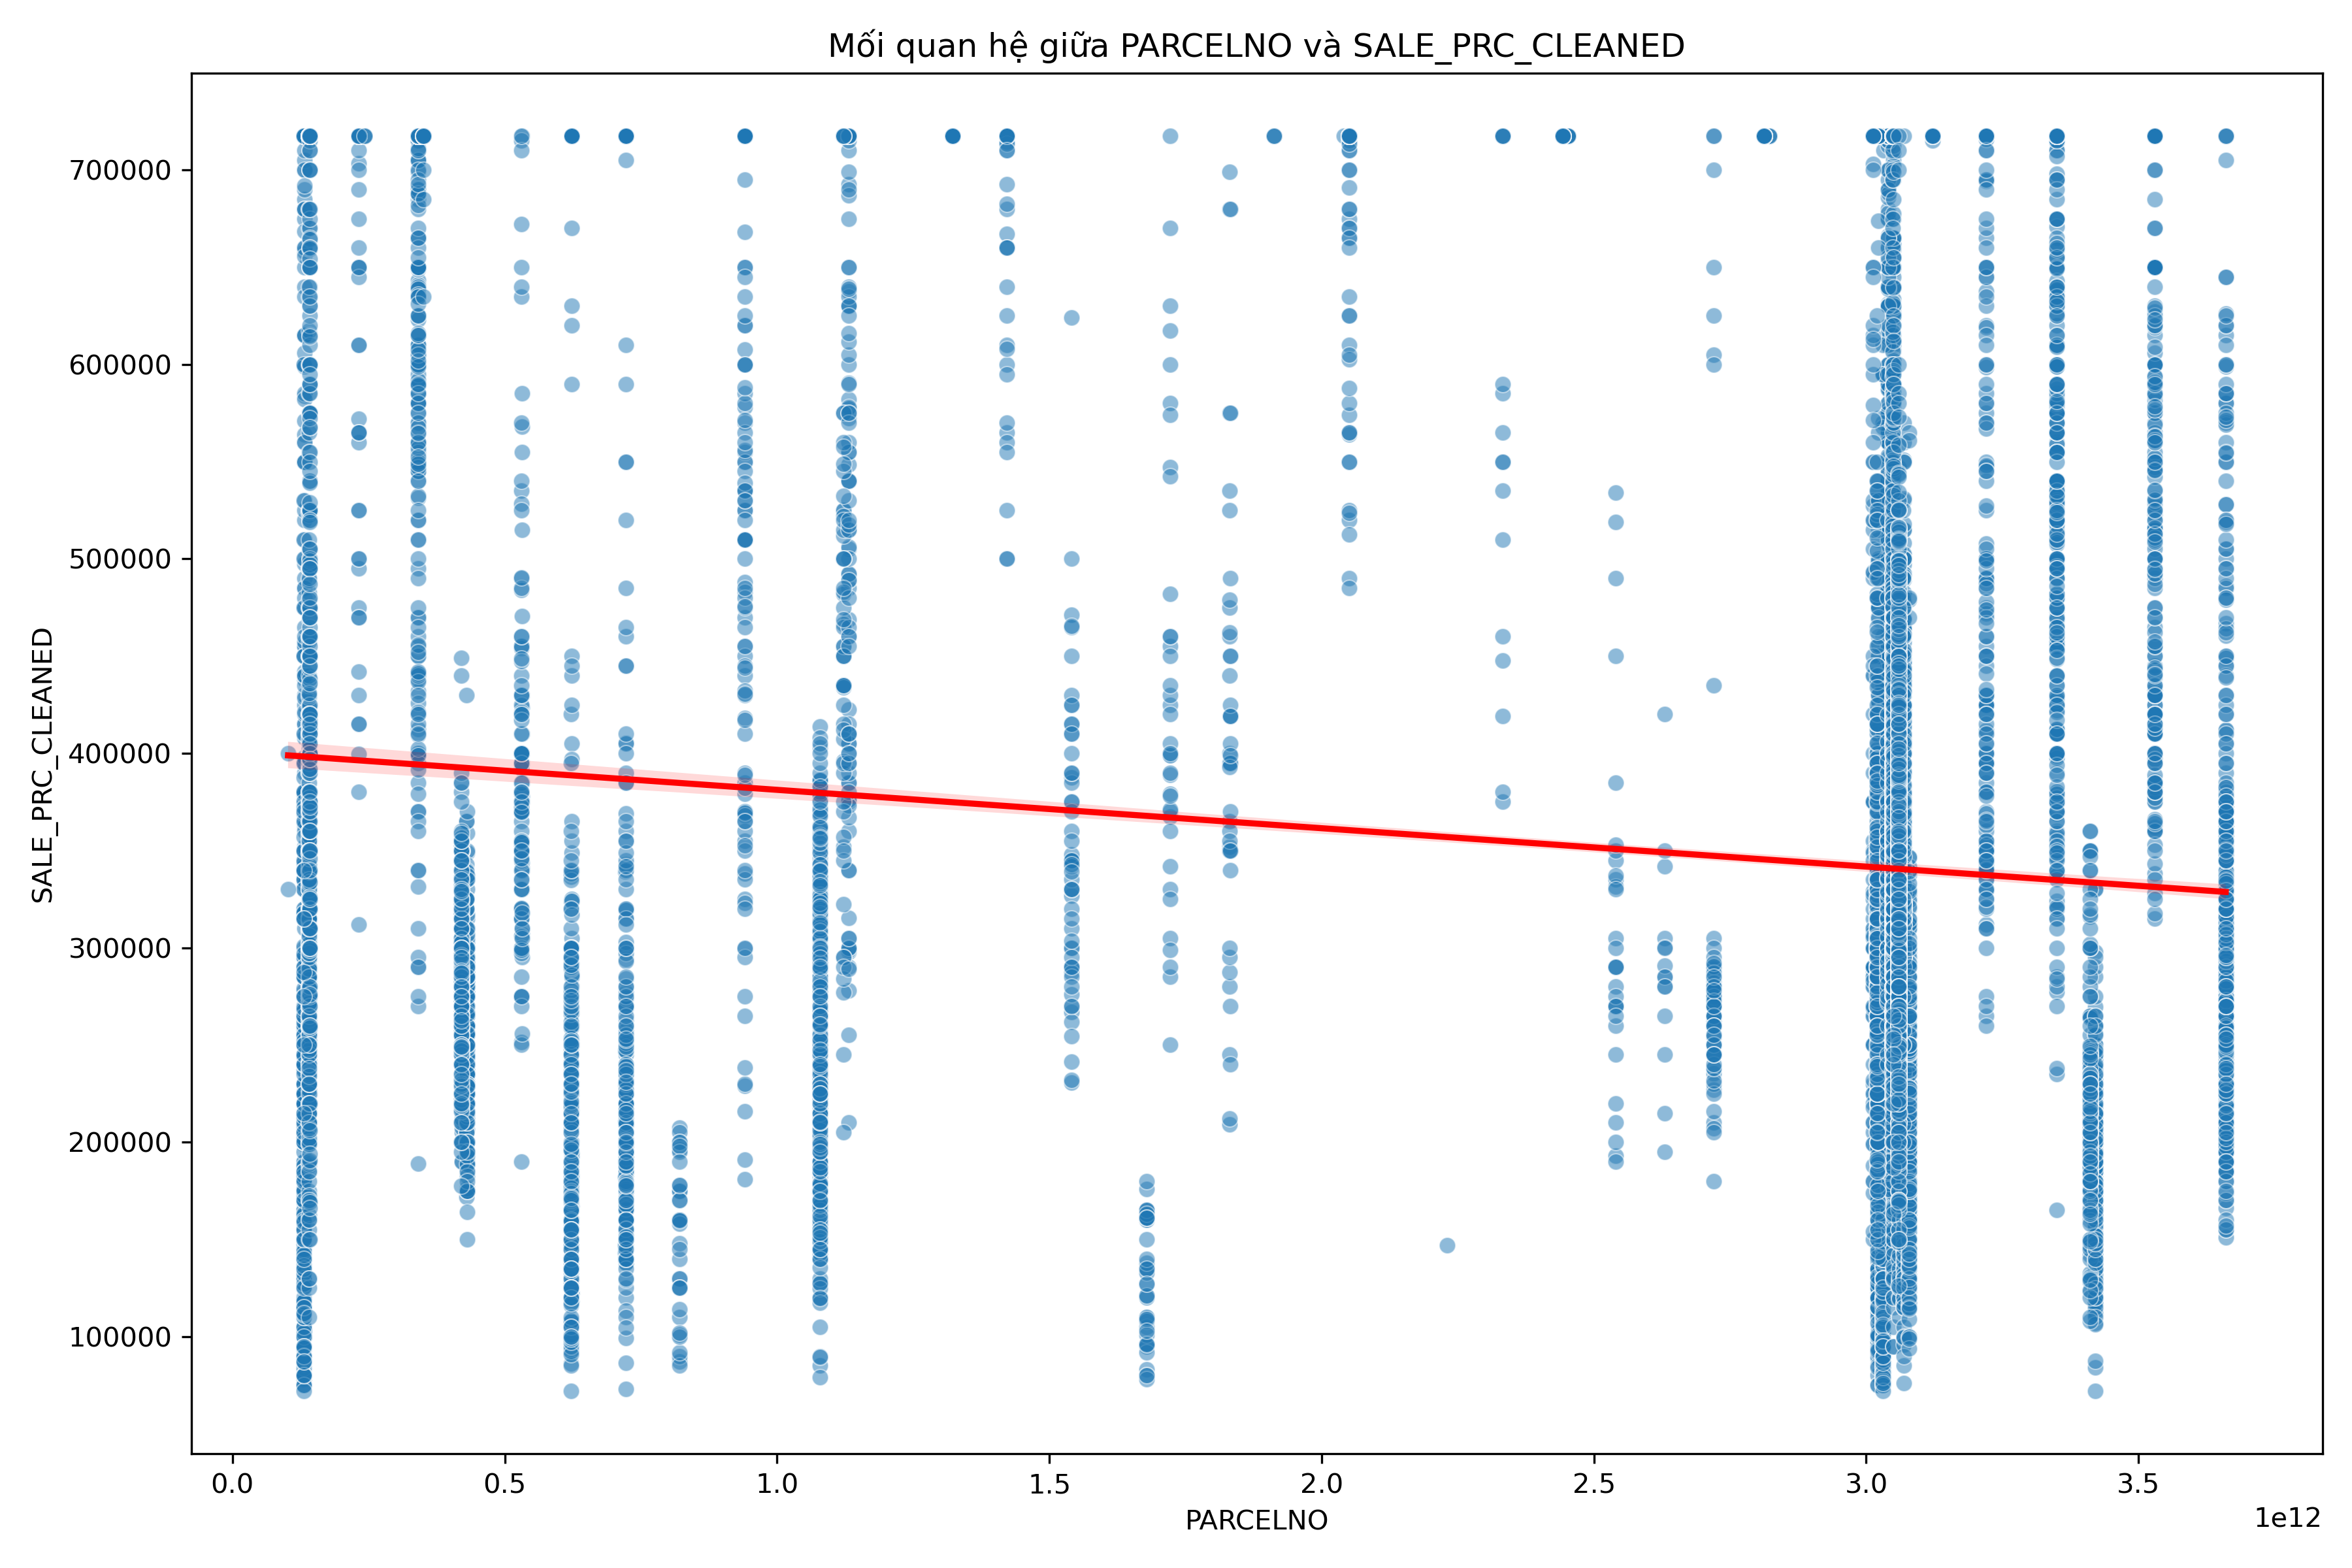 Mối quan hệ giữa PARCELNO và SALE_PRC_CLEANED
SALE_PRC_CLEANED
700000
600000
500000
400000
300000
200000
100000
0.0 0.5 1.0 1.5 2.0 2.5 3.0 3.5
1e12
PARCELNO